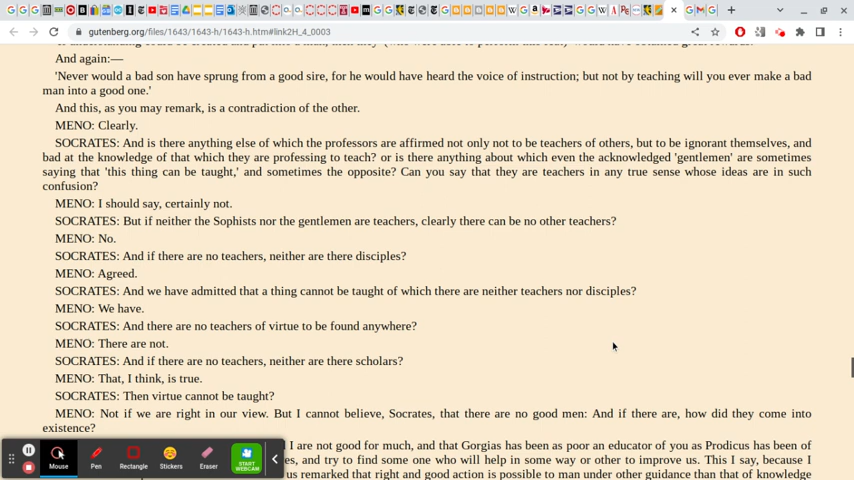 gutenberg.org/files/1643/1643-h/1643-h.htm#link2H_4_0003
And again:—
'Never would a bad son have sprung from a good sire, for he would have heard the voice of instruction; but not by teaching will you ever make a bad
man into a good one.'
And this, as you may remark, is a contradiction of the other.
MENO: Clearly.
SOCRATES: And is there anything else of which the professors are affirmed not only not to be teachers of others, but to be ignorant themselves, and
bad at the knowledge of that which they are professing to teach? or is there anything about which even the acknowledged 'gentlemen' are sometimes
saying that 'this thing can be taught,' and sometimes the opposite? Can you say that they are teachers in any true sense whose ideas are in such
confusion?
MENO: I should say, certainly not.
SOCRATES: But if neither the Sophists nor the gentlemen are teachers, clearly there can be no other teachers?
MENO: No.
SOCRATES: And if there are no teachers, neither are there disciples?
MENO: Agreed.
SOCRATES: And we have admitted that a thing cannot be taught of which there are neither teachers nor disciples?
MENO: We have.
SOCRATES: And there are no teachers of virtue to be found anywhere?
MENO: There are not.
SOCRATES: And if there are no teachers, neither are there scholars?
MENO: That, I think, is true.
SOCRATES: Then virtue cannot be taught?
MENO: Not if we are right in our view. But I cannot believe, Socrates, that there are no good men: And if there are, how did they come into
existence?
I are not good for much, and that Gorgias has been as poor an educator of you as Prodicus has been of
es, and try to find some one who will help in some way or other to improve us. This I say, because I
us remarked that right and good action is possible to man under other guidance than that of knowledge
Mouse
Pen
Rectangle
Stickers
Eraser
START
WEBCAM